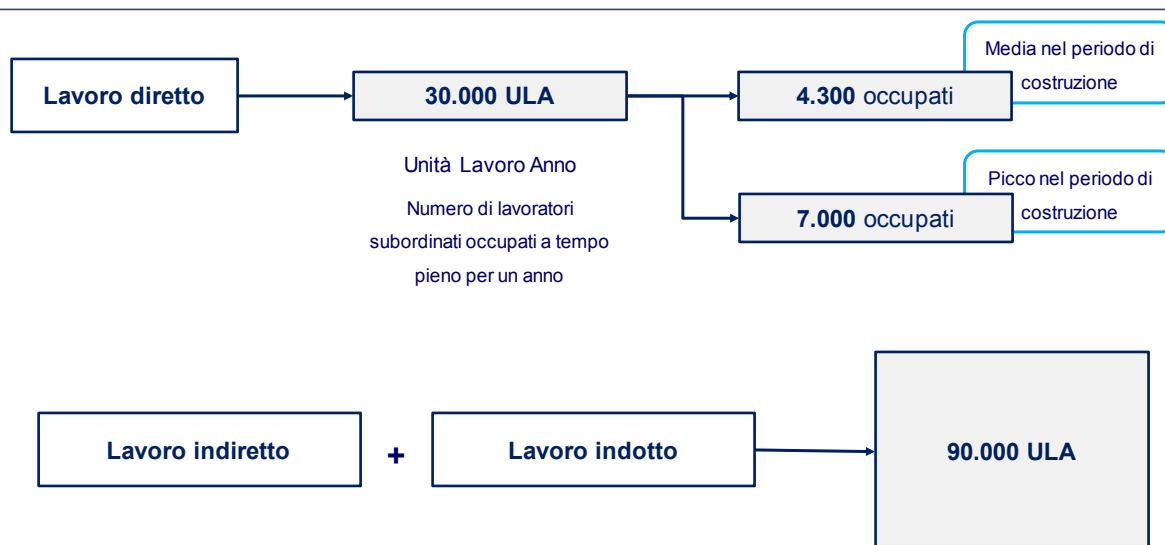 Media nel periodo di
costruzione
Lavoro diretto
30.000 ULA
4.300 occupati
Unità Lavoro Anno
Numero di lavoratori
subordinati occupati a tempo
pieno per un anno
Picco nel periodo di
costruzione
7.000 occupati
Lavoro indiretto
+
Lavoro indotto
90.000 ULA